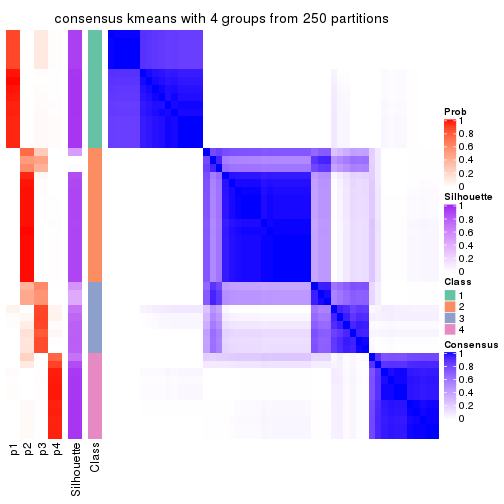 consensus kmeans with 4 groups from 250 partitions
Prob
1
0.8
0.6
0.4
0.2
0
Silhouette
1
0.8
0.6
0.4
0.2
0
Class
1
2
3
4
Consensus
1
0.8
0.6
0.4
0.2
0
p1
p2
p3
p4
Silhouette
Class